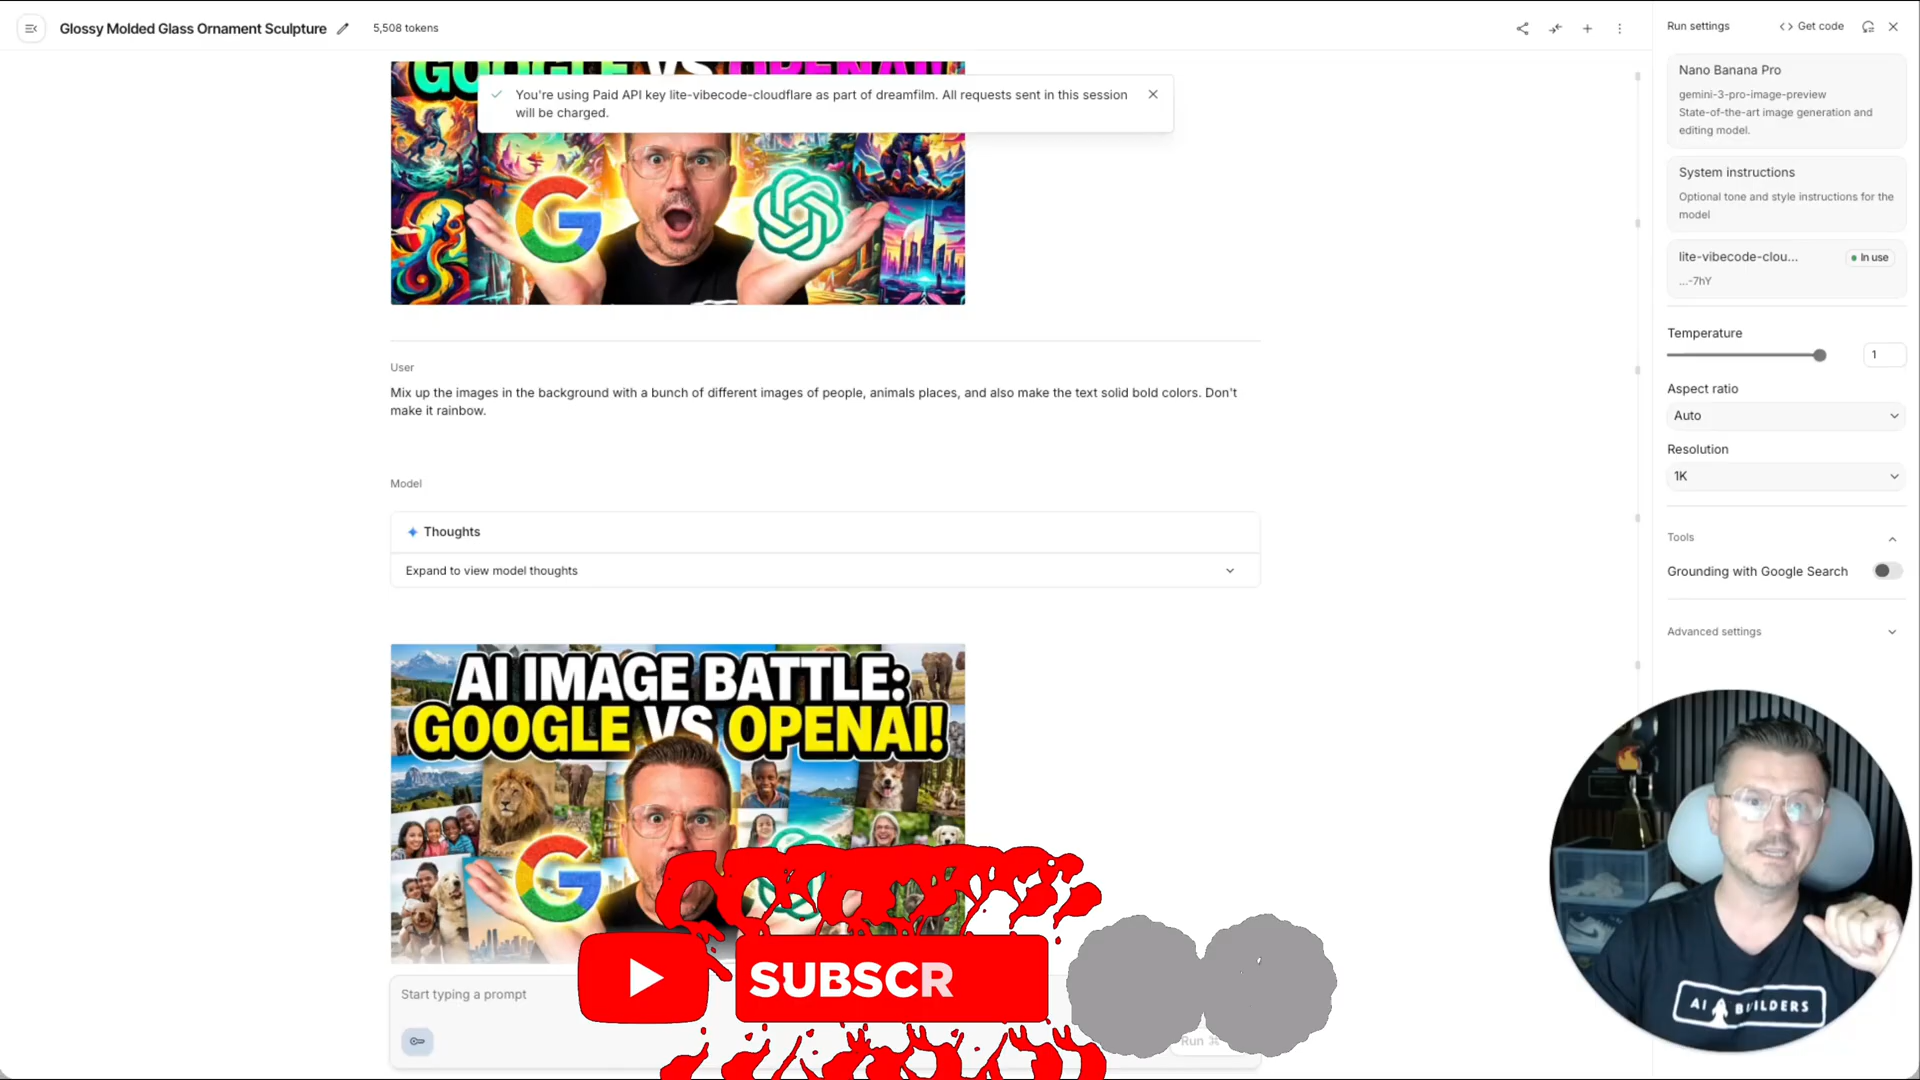 Glossy Molded Glass Ornament Sculpture
5,508 tokens
You're using Paid API key lite-vibecode-cloudflare as part of dreamfilm. All requests sent in this session
will be charged.
User
Mix up the images in the background with a bunch of different images of people, animals places, and also make the text solid bold colors. Don't
make it rainbow.
Model
Thoughts
Expand to view model thoughts
AI IMAGE BATTLE:
GOOGLE VS OPENAI!
Start typing a prompt
Run
SUBSCR
Run settings
Get code
Nano Banana Pro
gemini-3-pro-image-preview
State-of-the-art image generation and
editing model.
System instructions
Optional tone and style instructions for the
model
lite-vibecode-clou...
In use
...-7hY
Temperature
1
Aspect ratio
Auto
Resolution
1K
Tools
Grounding with Google Search
Advanced settings
AI BUILDERS